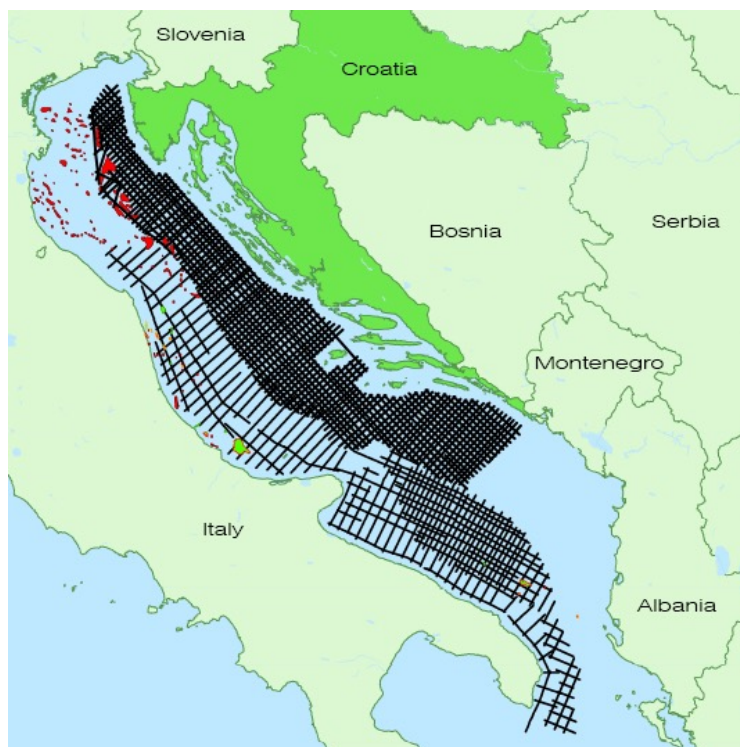 Slovenia
Croatia
Serbia
Bosnia
Montenegro
Italy
Albania